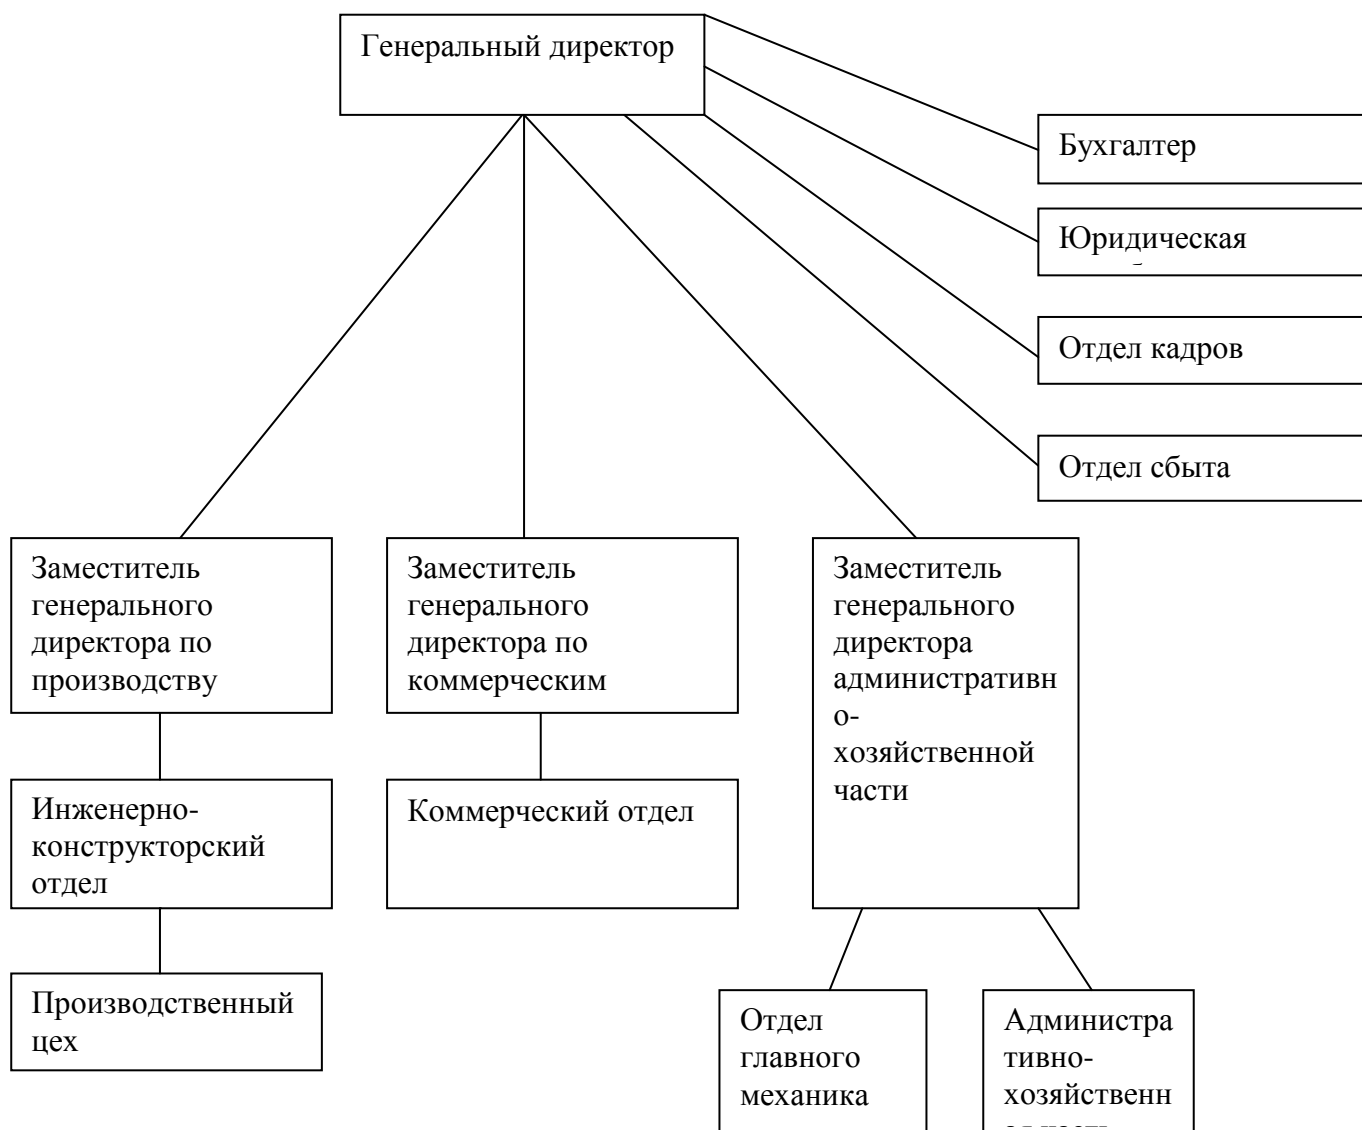 Генеральный директор
Бухгалтер
Юридическая
Отдел кадров
Отдел сбыта
Заместитель
генерального
директора по
производству
Заместитель
генерального
директора по
коммерческим
Заместитель
генерального
директора
административн
о-
хозяйственной
части
Инженерно-
конструкторский
отдел
Коммерческий отдел
Производственный
цех
Отдел
главного
механика
Администра
тивно-
хозяйственн